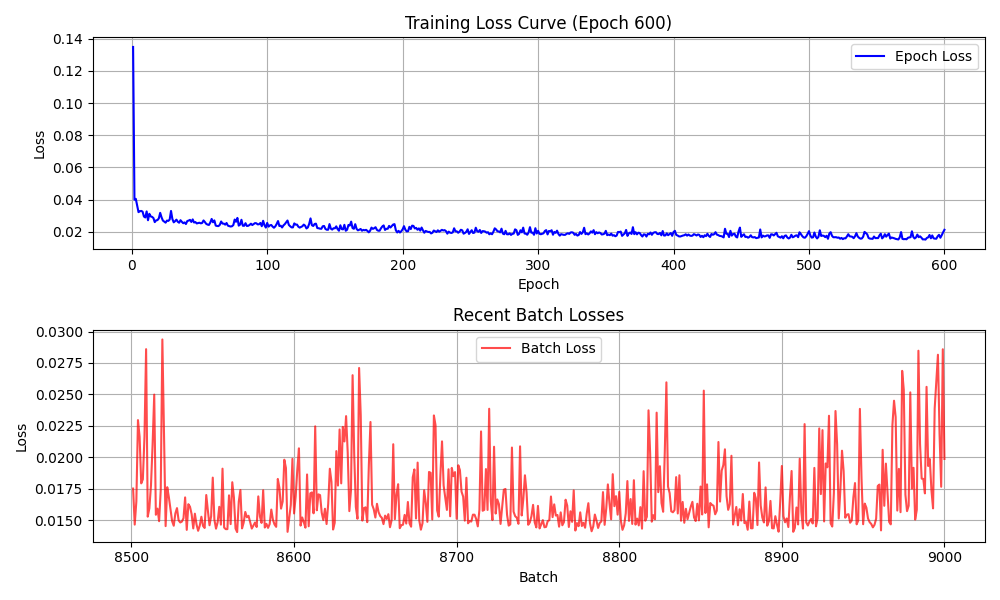 Training Loss Curve (Epoch 600)
0.14
0.12
0.10
0.08
0.06
0.04
0.02
Loss
Epoch Loss
0 100 200 300 400 500 600
Epoch
Recent Batch Losses
0.0300
0.0275
0.0250
0.0225
0.0200
0.0175
0.0150
Loss
Batch Loss
8500 8600 8700 8800 8900 9000
Batch